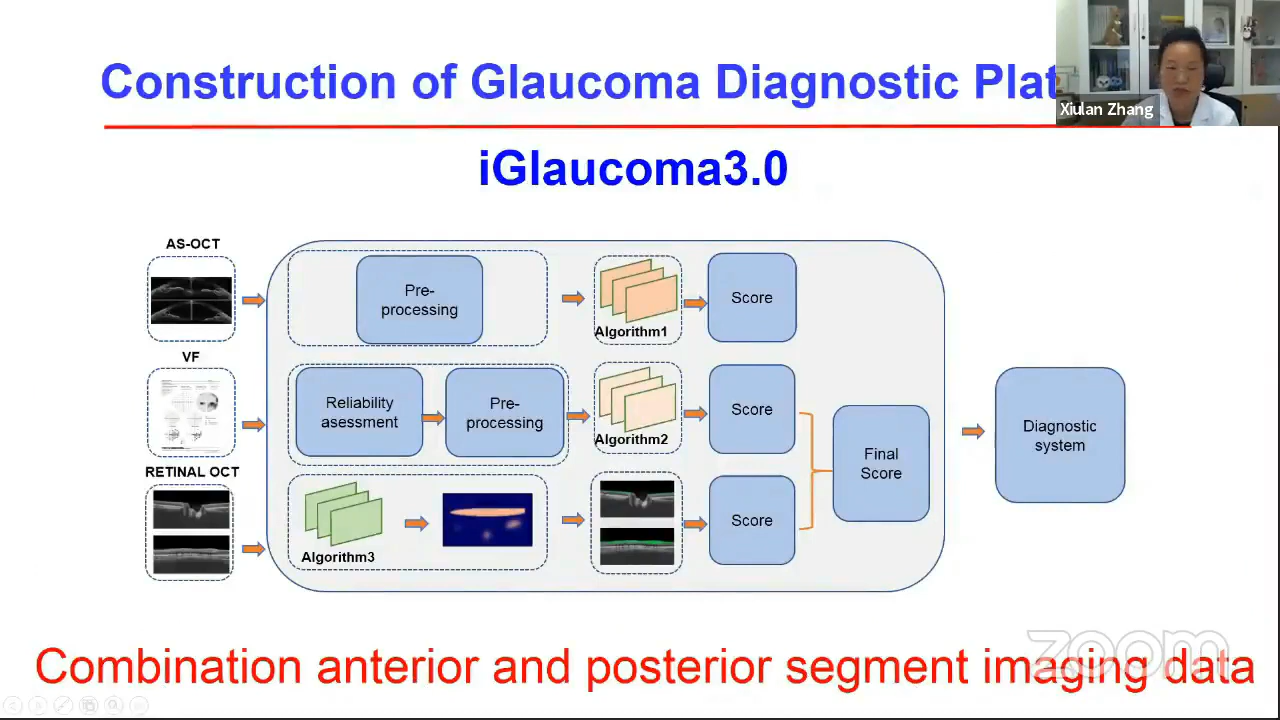 Construction of Glaucoma Diagnostic Plat
Xiulan Zhang
iGlaucoma3.0
AS-OCT
Pre-
processing
Algorithm1
Score
VF
Reliability
asessment
Pre-
processing
Algorithm2
Score
RETINAL OCT
Algorithm3
Score
Final
Score
Diagnostic
system
zoom
Combination anterior and posterior segment imaging data